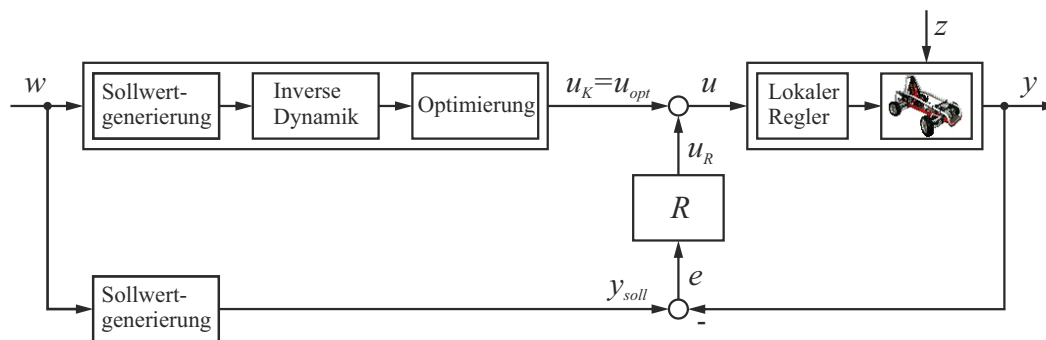 z
w
Sollwert-
generierung
Inverse
Dynamik
Optimierung
u_K=u_opt
u
Lokaler
Regler
y
u_R
R
e
Sollwert-
generierung
y_soll
-